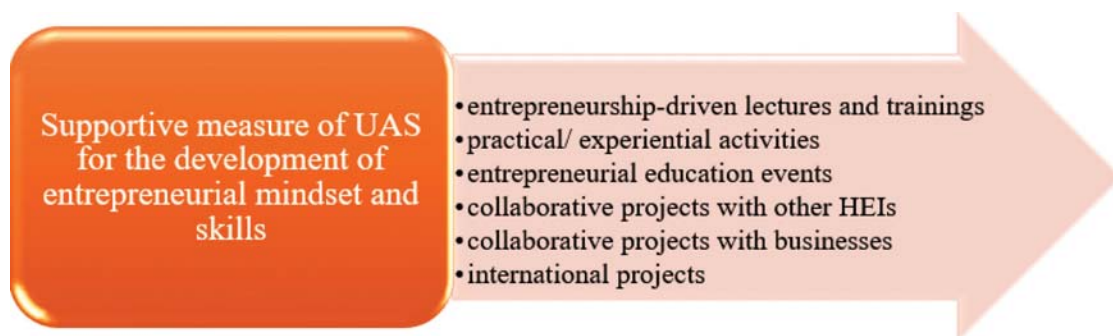 Supportive measure of UAS
for the development of
entrepreneurial mindset and
skills
•entrepreneurship-driven lectures and trainings
•practical/ experiential activities
•entrepreneurial education events
•collaborative projects with other HEIs
•collaborative projects with businesses
•international projects